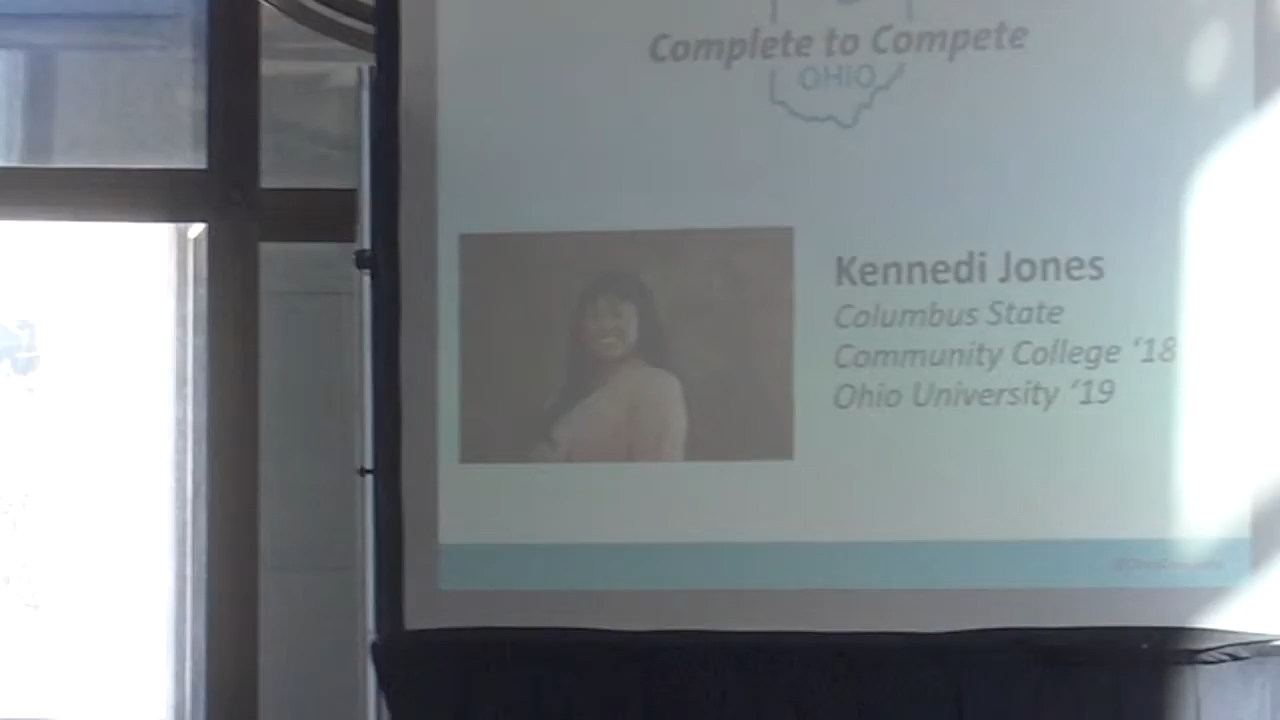 Complete to Compete
OHIO
Kennedi Jones
Columbus State
Community College ‘18
Ohio University ‘19